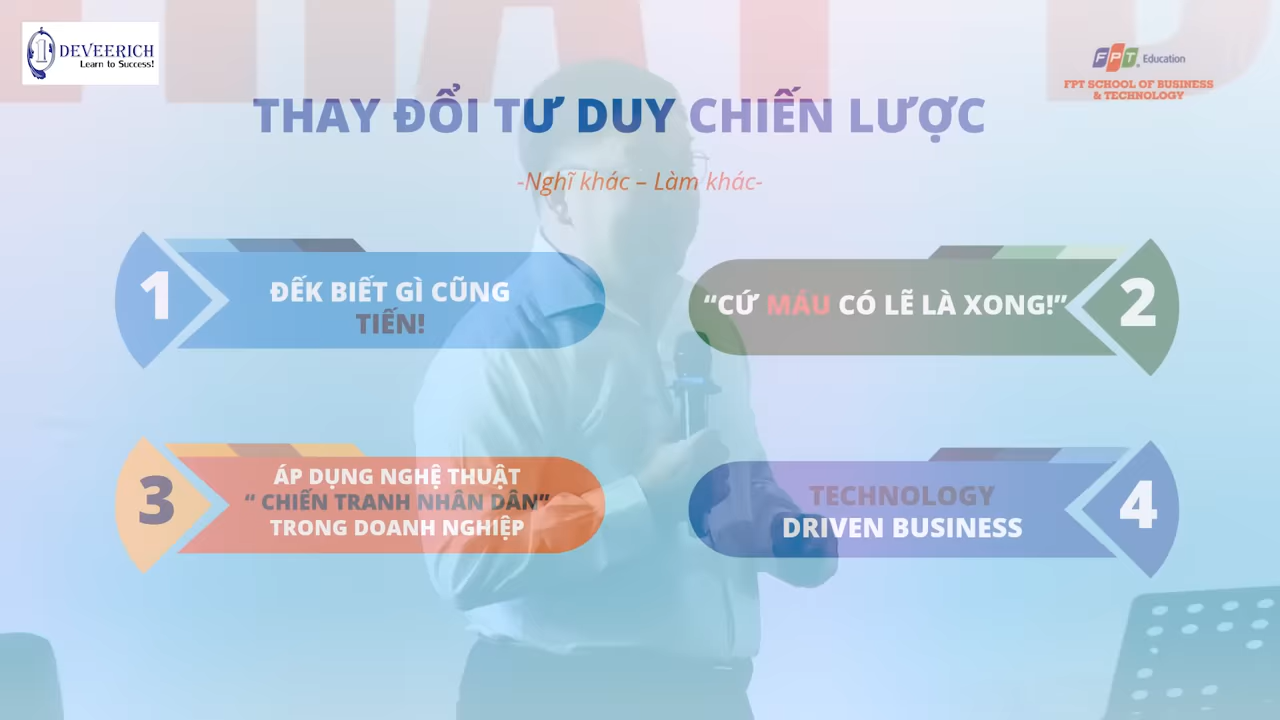 DEVEERICH
Learn to Success!
FPT Education
FPT SCHOOL OF BUSINESS
& TECHNOLOGY
THAY ĐỔI TƯ DUY CHIẾN LƯỢC
-Nghĩ khác – Làm khác-
1
ĐẾK BIẾT GÌ CŨNG
TIẾN!
“CỨ MÁU CÓ LẼ LÀ XONG!”
2
3
ÁP DỤNG NGHỆ THUẬT
“ CHIẾN TRANH NHÂN DÂN”
TRONG DOANH NGHIỆP
TECHNOLOGY
DRIVEN BUSINESS
4